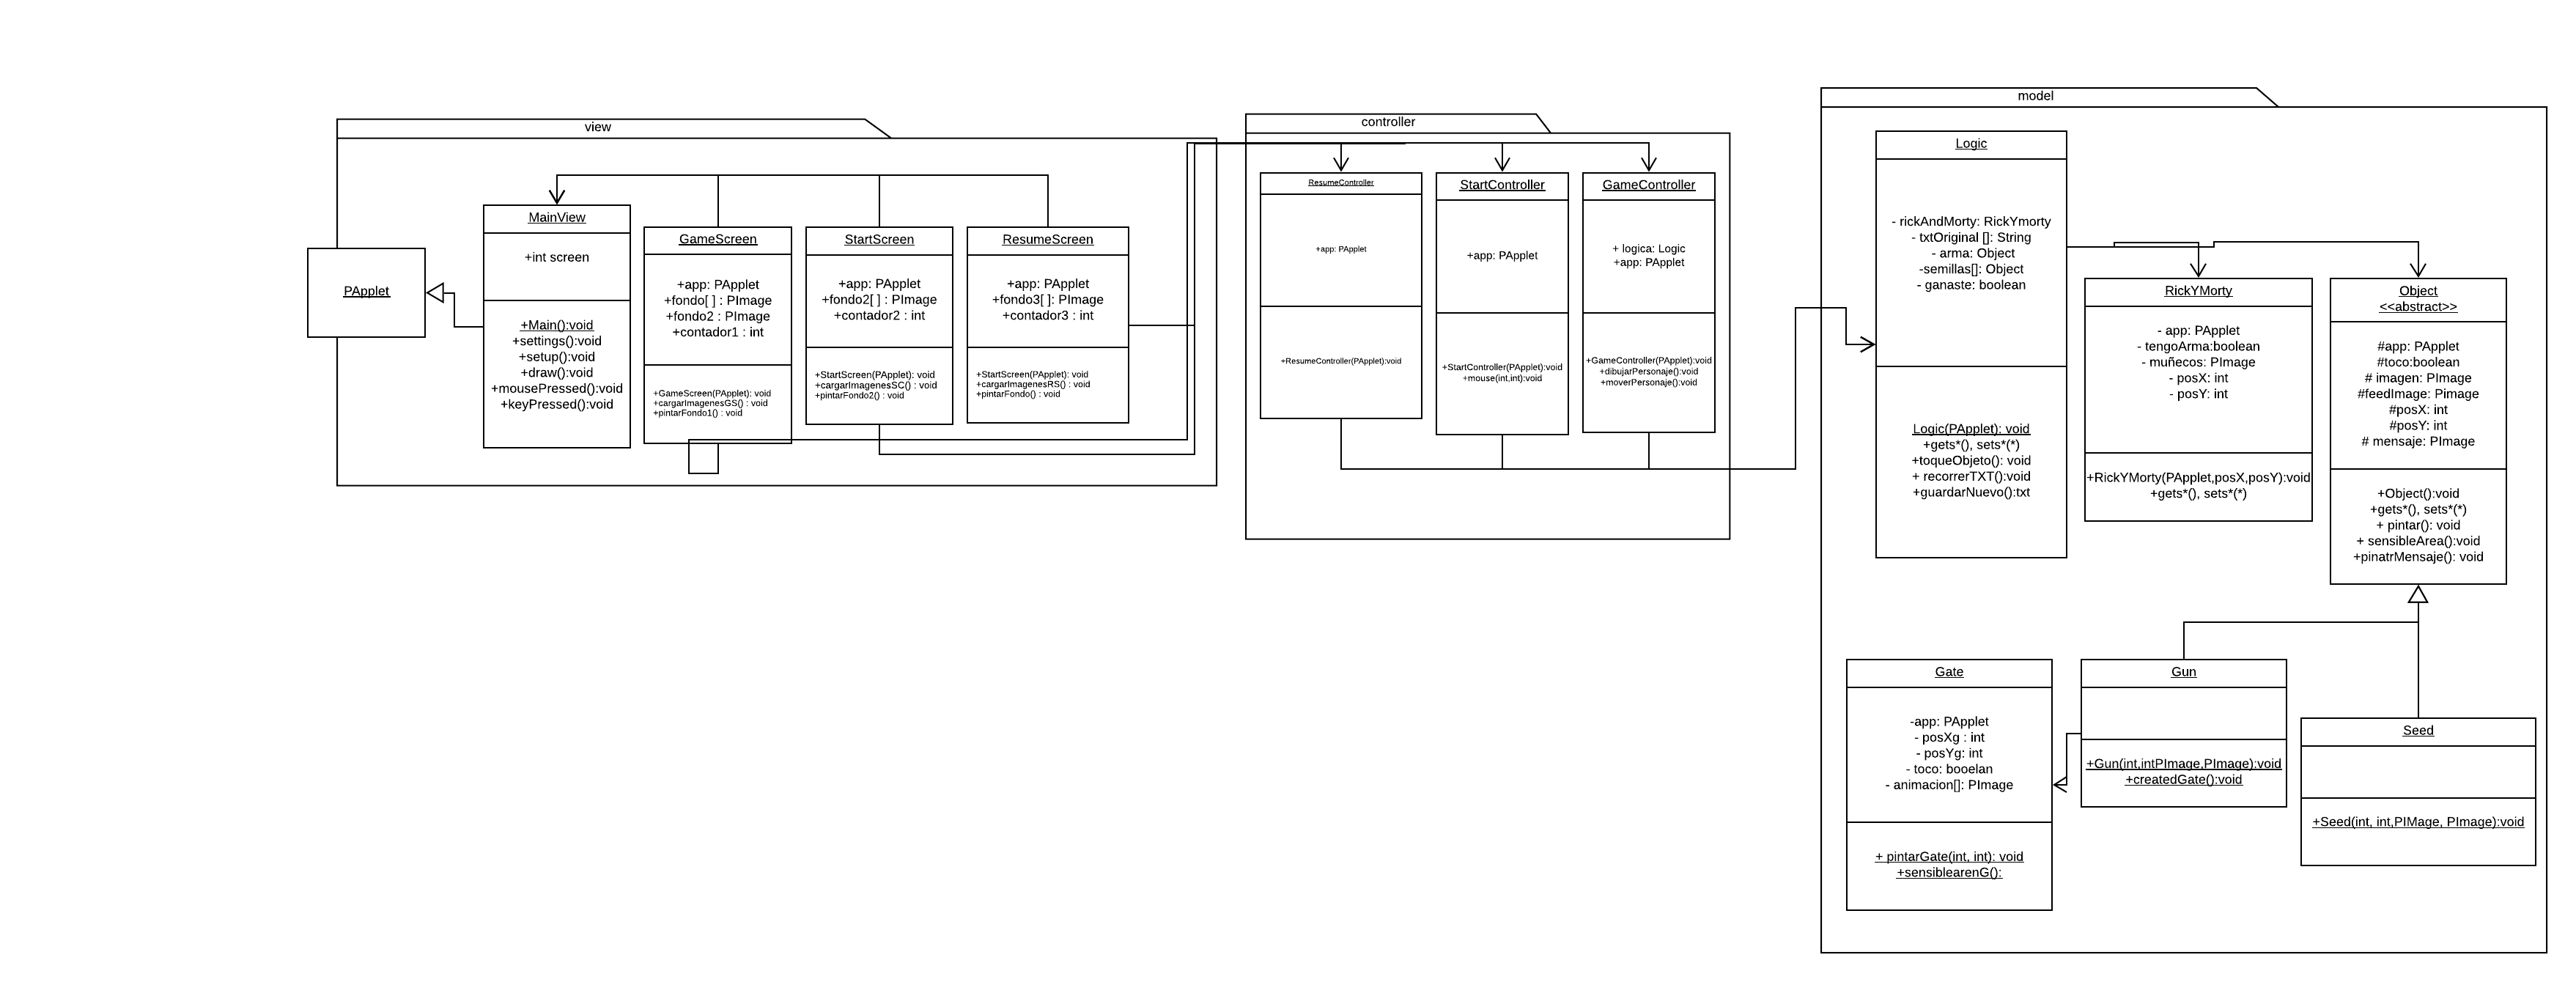 view
PApplet
MainView
+int screen
+Main():void
+settings():void
+setup():void
+draw():void
+mousePressed():void
+keyPressed():void
GameScreen
+app: PApplet
+fondo[ ] : PImage
+fondo2 : PImage
+contador1 : int
+GameScreen(PApplet): void
+cargarImagenesGS() : void
+pintarFondo1() : void
StartScreen
+app: PApplet
+fondo2[ ] : PImage
+contador2 : int
+StartScreen(PApplet): void
+cargarImagenesSC() : void
+pintarFondo2() : void
ResumeScreen
+app: PApplet
+fondo3[ ]: PImage
+contador3 : int
+StartScreen(PApplet): void
+cargarImagenesRS() : void
+pintarFondo() : void
controller
ResumeController
+app: PApplet
+ResumeController(PApplet):void
StartController
+app: PApplet
+StartController(PApplet):void
+mouse(int,int):void
GameController
+ logica: Logic
+app: PApplet
+GameController(PApplet):void
+dibujarPersonaje():void
+moverPersonaje():void
model
Logic
- rickAndMorty: RickYmorty
- txtOriginal []: String
- arma: Object
-semillas[]: Object
- ganaste: boolean
Logic(PApplet): void
+gets*(), sets*(*)
+toqueObjeto(): void
+ recorrerTXT():void
+guardarNuevo():txt
RickYMorty
- app: PApplet
- tengoArma:boolean
- muñecos: PImage
- posX: int
- posY: int
+RickYMorty(PApplet,posX,posY):void
+gets*(), sets*(*)
Object
<<abstract>>
#app: PApplet
#toco:boolean
# imagen: PImage
#feedImage: Pimage
#posX: int
#posY: int
# mensaje: PImage
+Object():void
+gets*(), sets*(*)
+ pintar(): void
+ sensibleArea():void
+pinatrMensaje(): void
Gate
-app: PApplet
- posXg : int
- posYg: int
- toco: booelan
- animacion[]: PImage
+ pintarGate(int, int): void
+sensiblearenG():
Gun
+Gun(int,intPImage,PImage):void
+createdGate():void
Seed
+Seed(int, int,PIMage, PImage):void